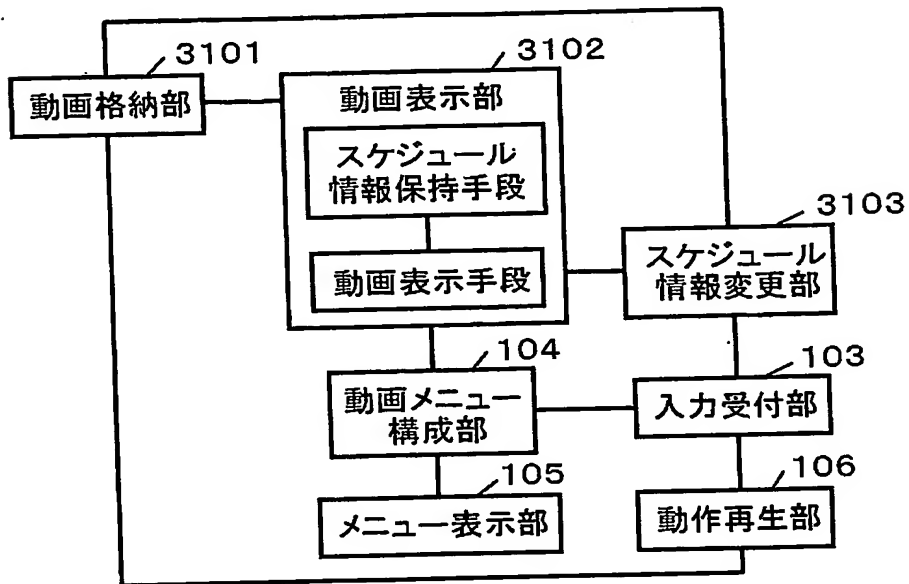 3101
動画格納部
3102
動画表示部
スケジュール
情報保持手段
動画表示手段
3103
スケジュール
情報変更部
104
動画メニュー
構成部
103
入力受付部
105
メニュー表示部
106
動作再生部